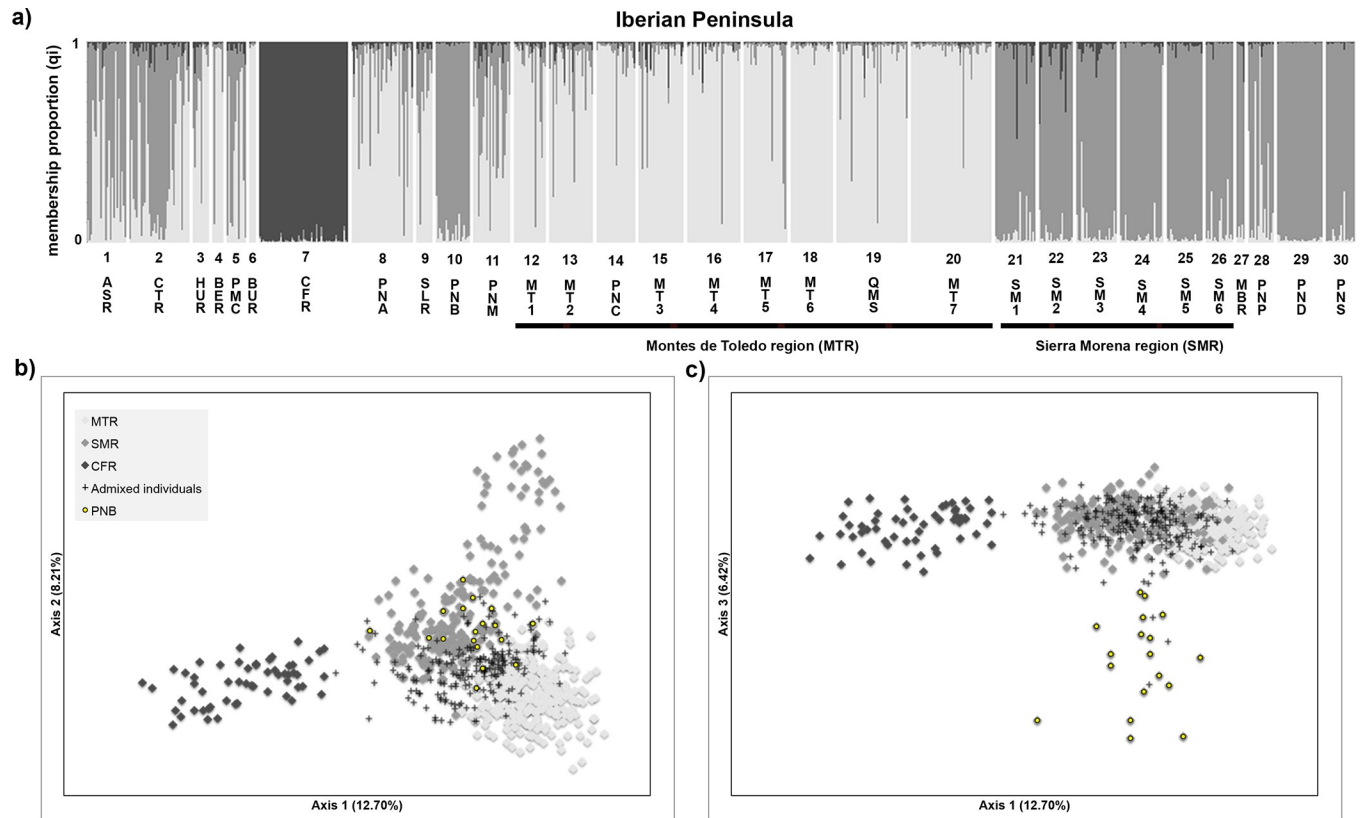 a)
Iberian Peninsula
membership proportion (qi)
1
0
1 2 3 4 5 6 7 8 9 10 11 12 13 14 15 16 17 18 19 20 21 22 23 24 25 26 27 28 29 30
ASR CTR HUR BER PMC BUR CFR PNA SLR PNB PNM MT1 MT2 PNC MT3 MT4 MT5 MT6 QMS MT7 SM1 SM2 SM3 SM4 SM5 SM6 MBR PNP PND PNS
Montes de Toledo region (MTR) Sierra Morena region (SMR)
b)
MTR
SMR
CFR
Admixed individuals
PNB
Axis 2 (8.21%)
Axis 1 (12.70%)
c)
Axis 3 (6.42%)
Axis 1 (12.70%)